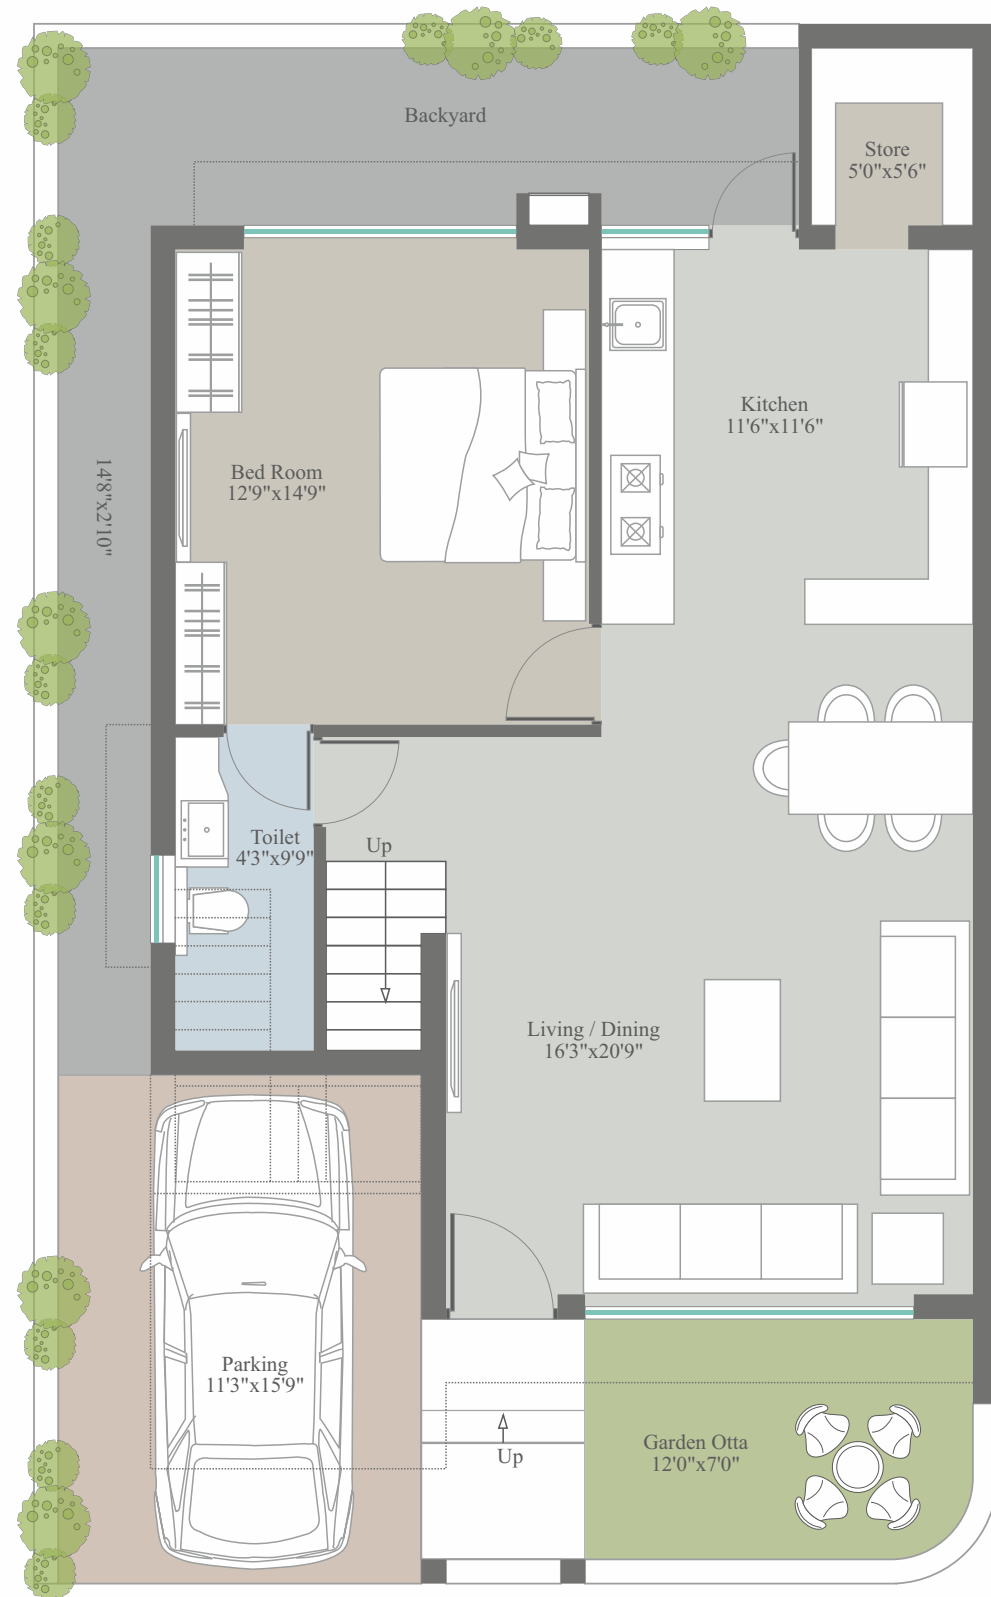 Backyard
Store
5'0"x5'6"
Kitchen
11'6"x11'6"
Bed Room
12'9"x14'9"
14'8"x2'10"
Toilet
4'3"x9'9"
Up
Living / Dining
16'3"x20'9"
Parking
11'3"x15'9"
Garden Otta
12'0"x7'0"
Up